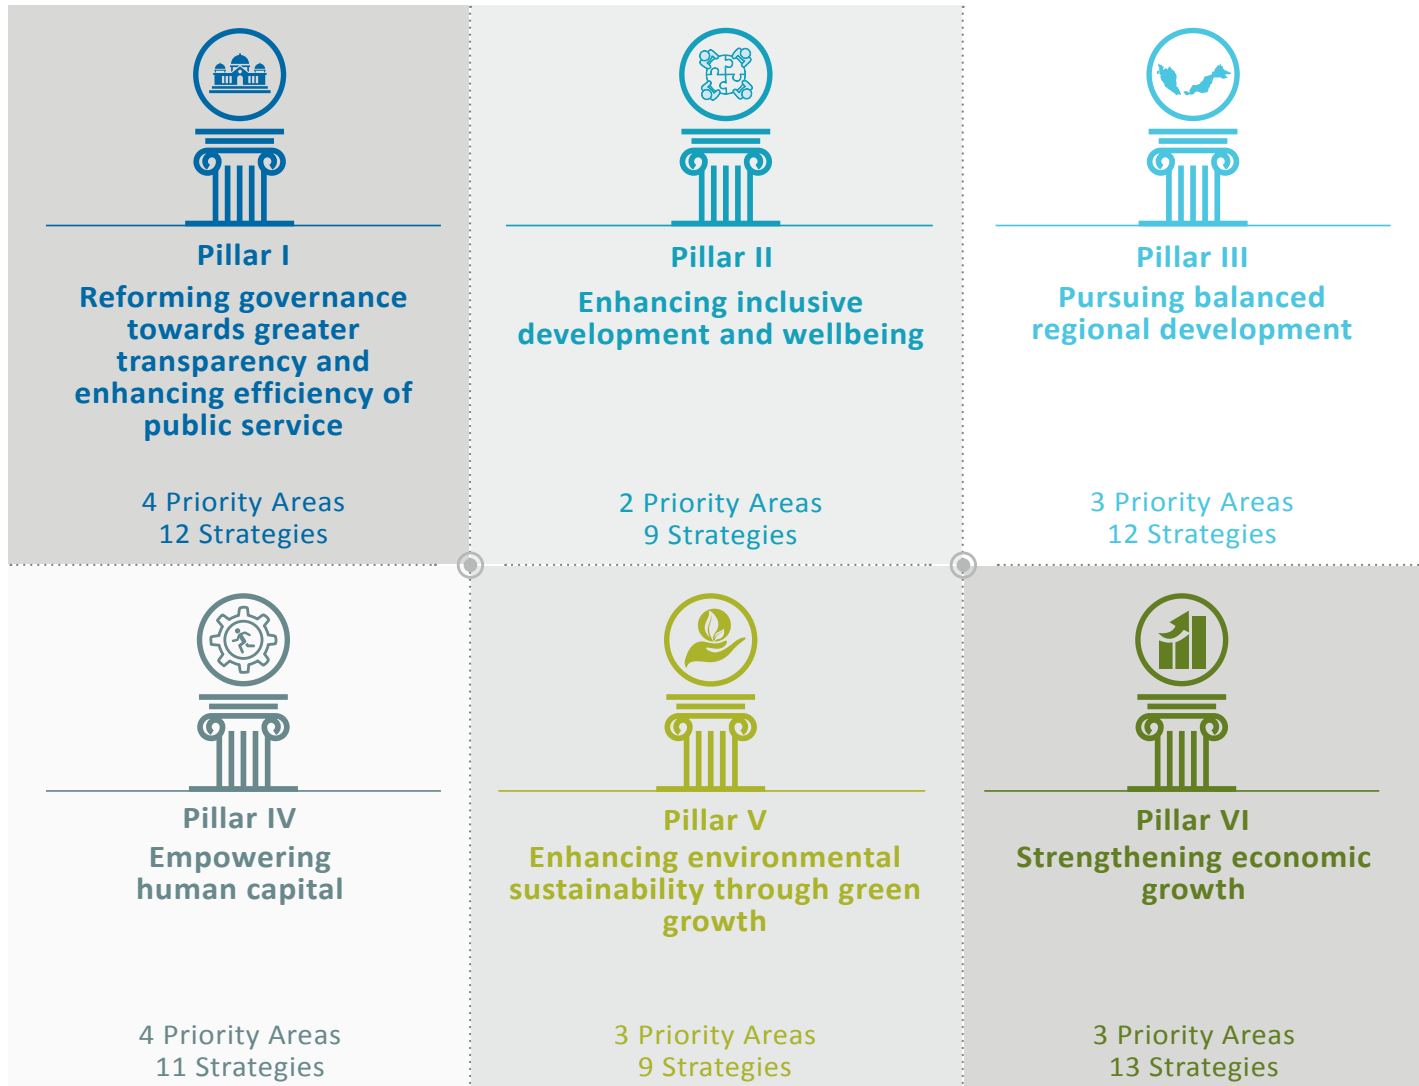 Pillar I
Reforming governance
towards greater
transparency and
enhancing efficiency of
public service
4 Priority Areas
12 Strategies
Pillar II
Enhancing inclusive
development and wellbeing
2 Priority Areas
9 Strategies
Pillar III
Pursuing balanced
regional development
3 Priority Areas
12 Strategies
Pillar IV
Empowering
human capital
4 Priority Areas
11 Strategies
Pillar V
Enhancing environmental
sustainability through green
growth
3 Priority Areas
9 Strategies
Pillar VI
Strengthening economic
growth
3 Priority Areas
13 Strategies